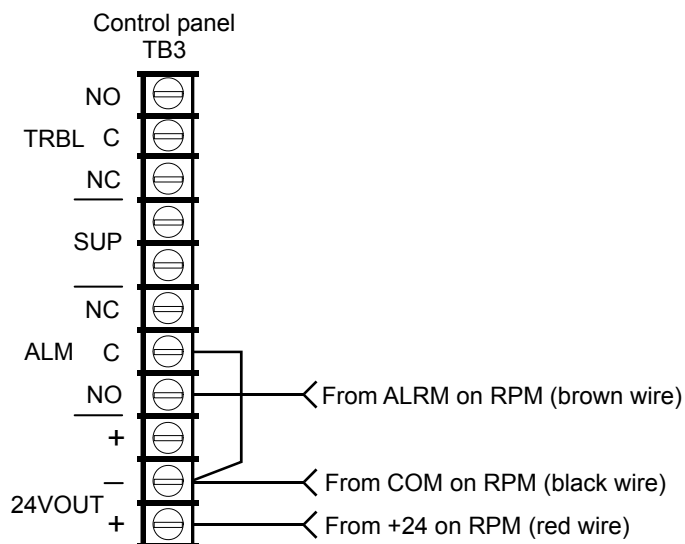 Control panel
TB3
NO
TRBL C
NC
SUP
NC
ALM C
NO From ALRM on RPM (brown wire)
+
– From COM on RPM (black wire)
24VOUT
+ From +24 on RPM (red wire)